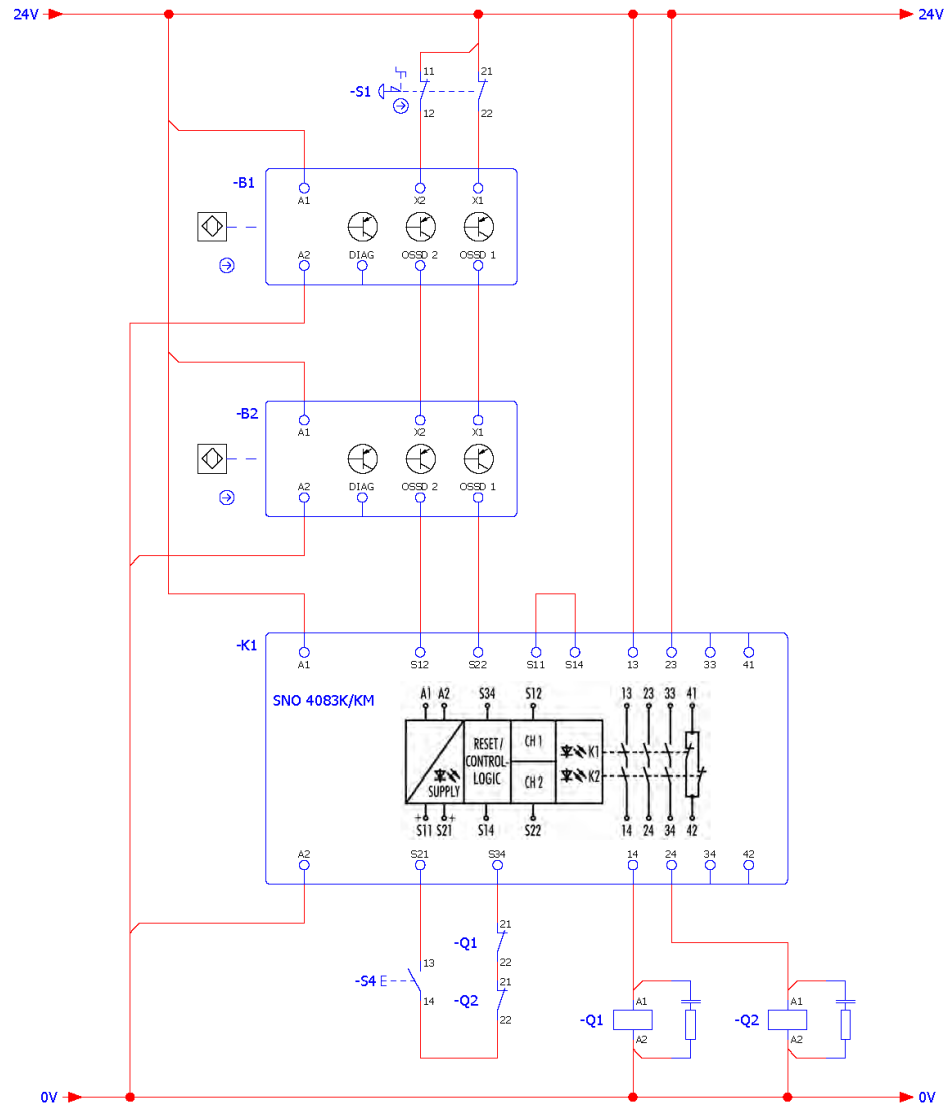 24V 24V
-S1 11 21
12 22
-B1
A1 X2 X1
A2 DIAG OSSD 2 OSSD 1
-B2
A1 X2 X1
A2 DIAG OSSD 2 OSSD 1
-K1
A1 S12 S22 S11 S14 13 23 33 41
SNO 4083K/KM
A1 A2 S34 S12 13 23 33 41
RESET/
CONTROL-
LOGIC
CH 1
CH 2
K1
K2
SUPPLY
+ +
S11 S21 S14 S22 14 24 34 42
A2 S21 S34 14 24 34 42
21
-Q1
22
13
-S4
14
21
-Q2
22
A1
-Q1
A2
A1
-Q2
A2
0V 0V